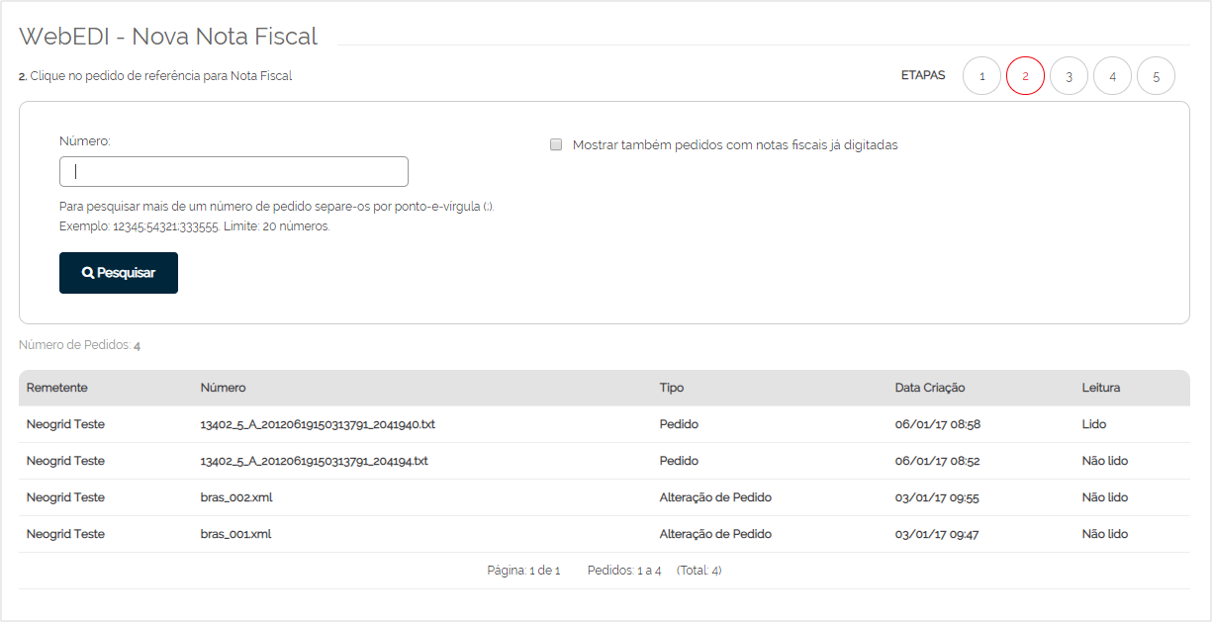 WebEDI - Nova Nota Fiscal
2. Clique no pedido de referência para Nota Fiscal
ETAPAS 1 2 3 4 5
Número:
Mostrar também pedidos com notas fiscais já digitadas
Para pesquisar mais de um número de pedido separe-os por ponto-e-vírgula (;).
Exemplo: 12345;54321;333555. Limite: 20 números.
Pesquisar
Número de Pedidos: 4
Remetente Número Tipo Data Criação Leitura
Neogrid Teste 13402_5_A_20120619150313791_2041940.txt Pedido 06/01/17 08:58 Lido
Neogrid Teste 13402_5_A_20120619150313791_204194.txt Pedido 06/01/17 08:52 Não lido
Neogrid Teste bras_002.xml Alteração de Pedido 03/01/17 09:55 Não lido
Neogrid Teste bras_001.xml Alteração de Pedido 03/01/17 09:47 Não lido
Página: 1 de 1 Pedidos: 1 a 4 (Total: 4)